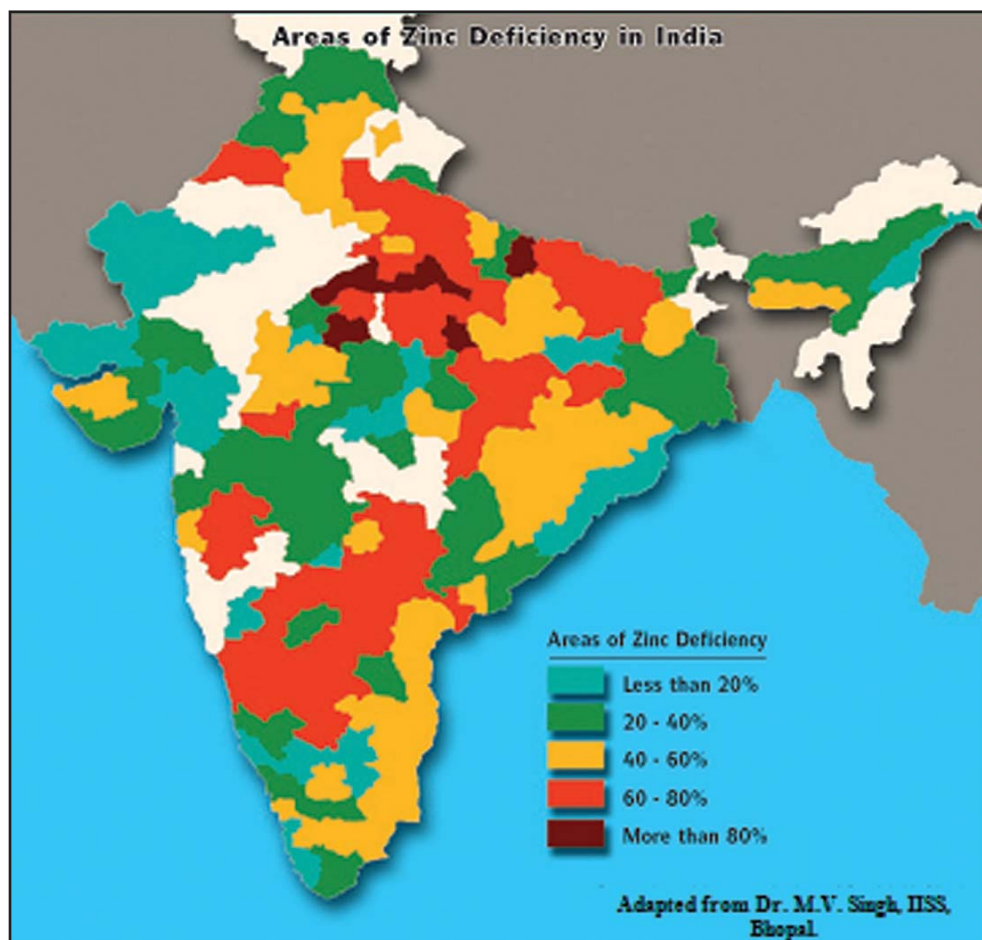 Areas of Zinc Deficiency in India
Areas of Zinc Deficiency
Less than 20%
20 - 40%
40 - 60%
60 - 80%
More than 80%
Adapted from Dr. M.V. Singh, IISS,
Bhopal.